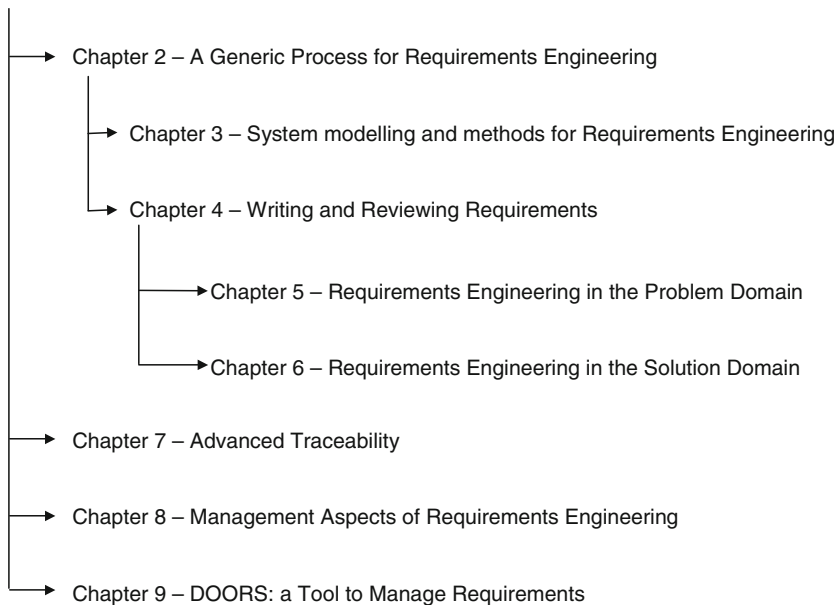 Chapter 2 – A Generic Process for Requirements Engineering
Chapter 3 – System modelling and methods for Requirements Engineering
Chapter 4 – Writing and Reviewing Requirements
Chapter 5 – Requirements Engineering in the Problem Domain
Chapter 6 – Requirements Engineering in the Solution Domain
Chapter 7 – Advanced Traceability
Chapter 8 – Management Aspects of Requirements Engineering
Chapter 9 – DOORS: a Tool to Manage Requirements